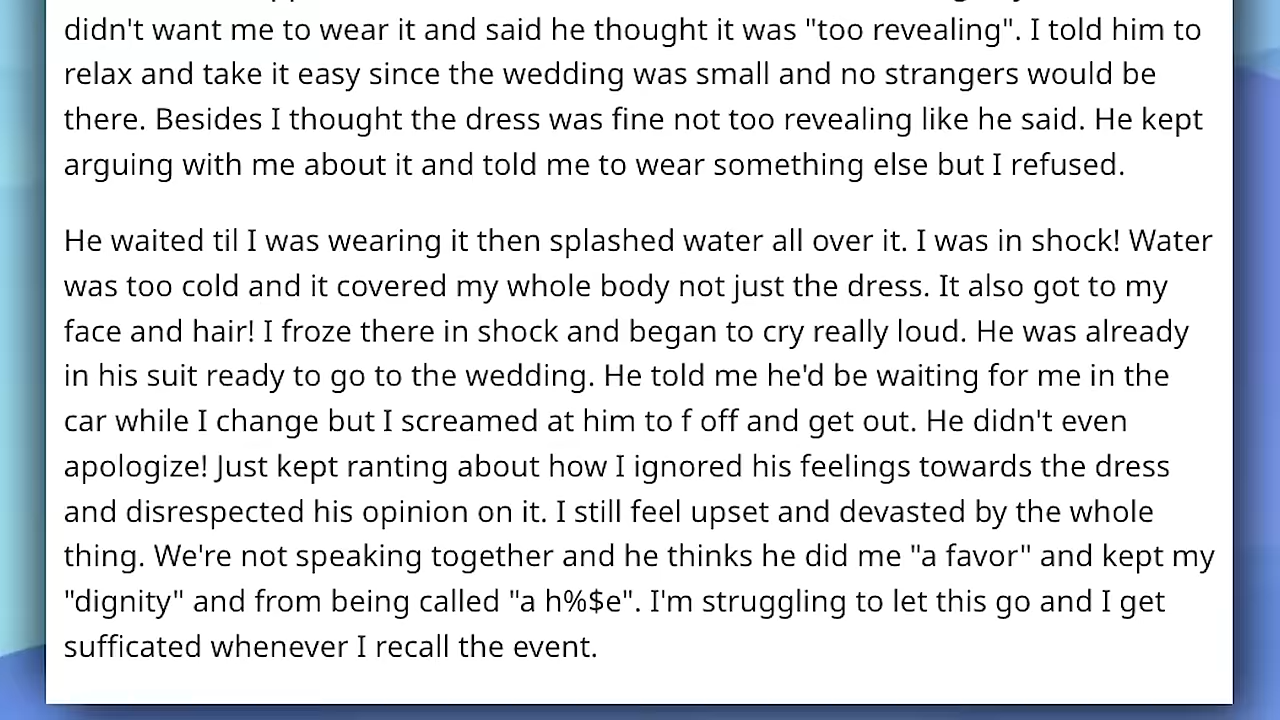 didn't want me to wear it and said he thought it was "too revealing". I told him to
relax and take it easy since the wedding was small and no strangers would be
there. Besides I thought the dress was fine not too revealing like he said. He kept
arguing with me about it and told me to wear something else but I refused.
He waited til I was wearing it then splashed water all over it. I was in shock! Water
was too cold and it covered my whole body not just the dress. It also got to my
face and hair! I froze there in shock and began to cry really loud. He was already
in his suit ready to go to the wedding. He told me he'd be waiting for me in the
car while I change but I screamed at him to f off and get out. He didn't even
apologize! Just kept ranting about how I ignored his feelings towards the dress
and disrespected his opinion on it. I still feel upset and devasted by the whole
thing. We're not speaking together and he thinks he did me "a favor" and kept my
"dignity" and from being called "a h%$e". I'm struggling to let this go and I get
sufficated whenever I recall the event.